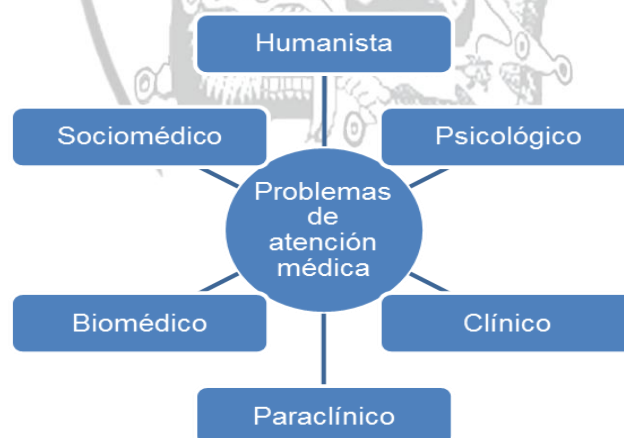 Humanista
Sociomédico
Psicológico
Problemas
de
atención
médica
Biomédico
Clínico
Paraclínico